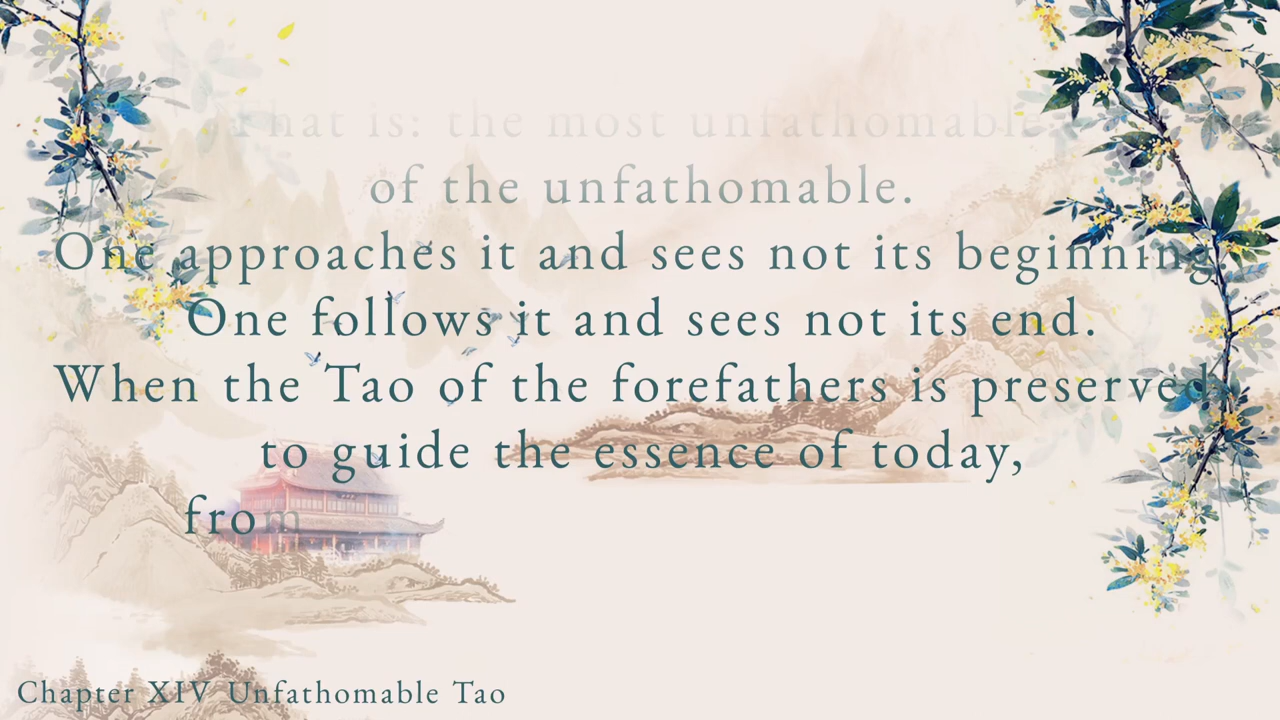 That is: the most unfathomable
of the unfathomable.
One approaches it and sees not its beginning
One follows it and sees not its end.
When the Tao of the forefathers is preserved
to guide the essence of today,
from
Chapter XIV Unfathomable Tao